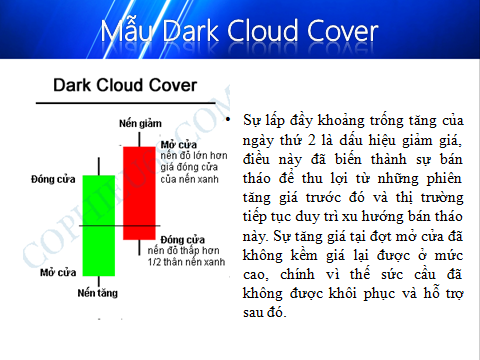 Mẫu Dark Cloud Cover
Dark Cloud Cover
Nến giảm
Mở cửa
nến đỏ lớn hơn
giá đóng cửa
của nến xanh
Đóng cửa
Đóng cửa
nến đỏ thấp hơn
1/2 thân nến xanh
Mở cửa
Nến tăng
• Sự lấp đầy khoảng trống tăng của
ngày thứ 2 là dấu hiệu giảm giá,
điều này đã biến thành sự bán
tháo để thu lợi từ những phiên
tăng giá trước đó và thị trường
tiếp tục duy trì xu hướng bán tháo
này. Sự tăng giá tại đợt mở cửa đã
không kềm giá lại được ở mức
cao, chính vì thế sức cầu đã
không được khôi phục và hỗ trợ
sau đó.